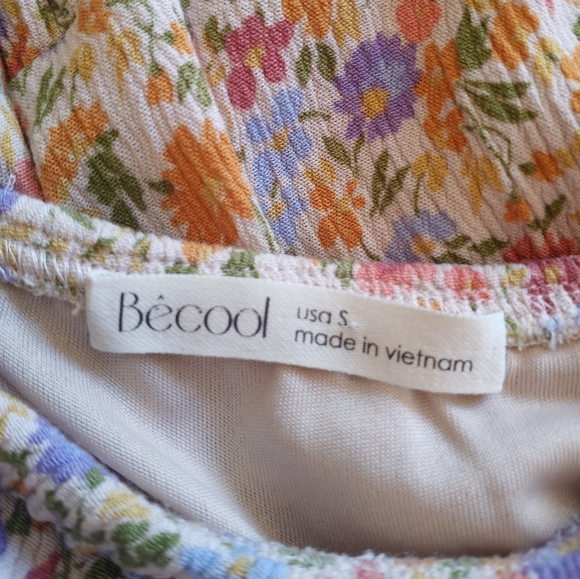 Bêcool
usa S
made in vietnam